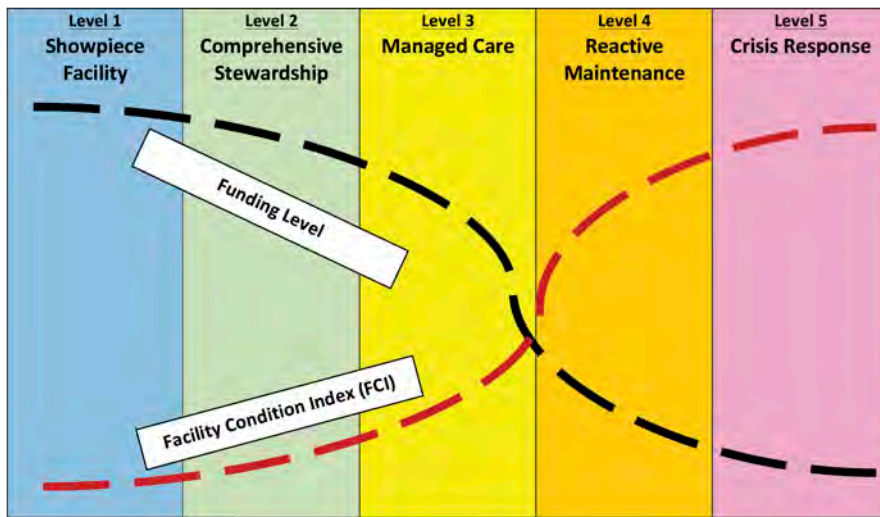 Level 1
Showpiece
Facility
Level 2
Comprehensive
Stewardship
Level 3
Managed Care
Level 4
Reactive
Maintenance
Level 5
Crisis Response
Funding Level
Facility Condition Index (FCI)